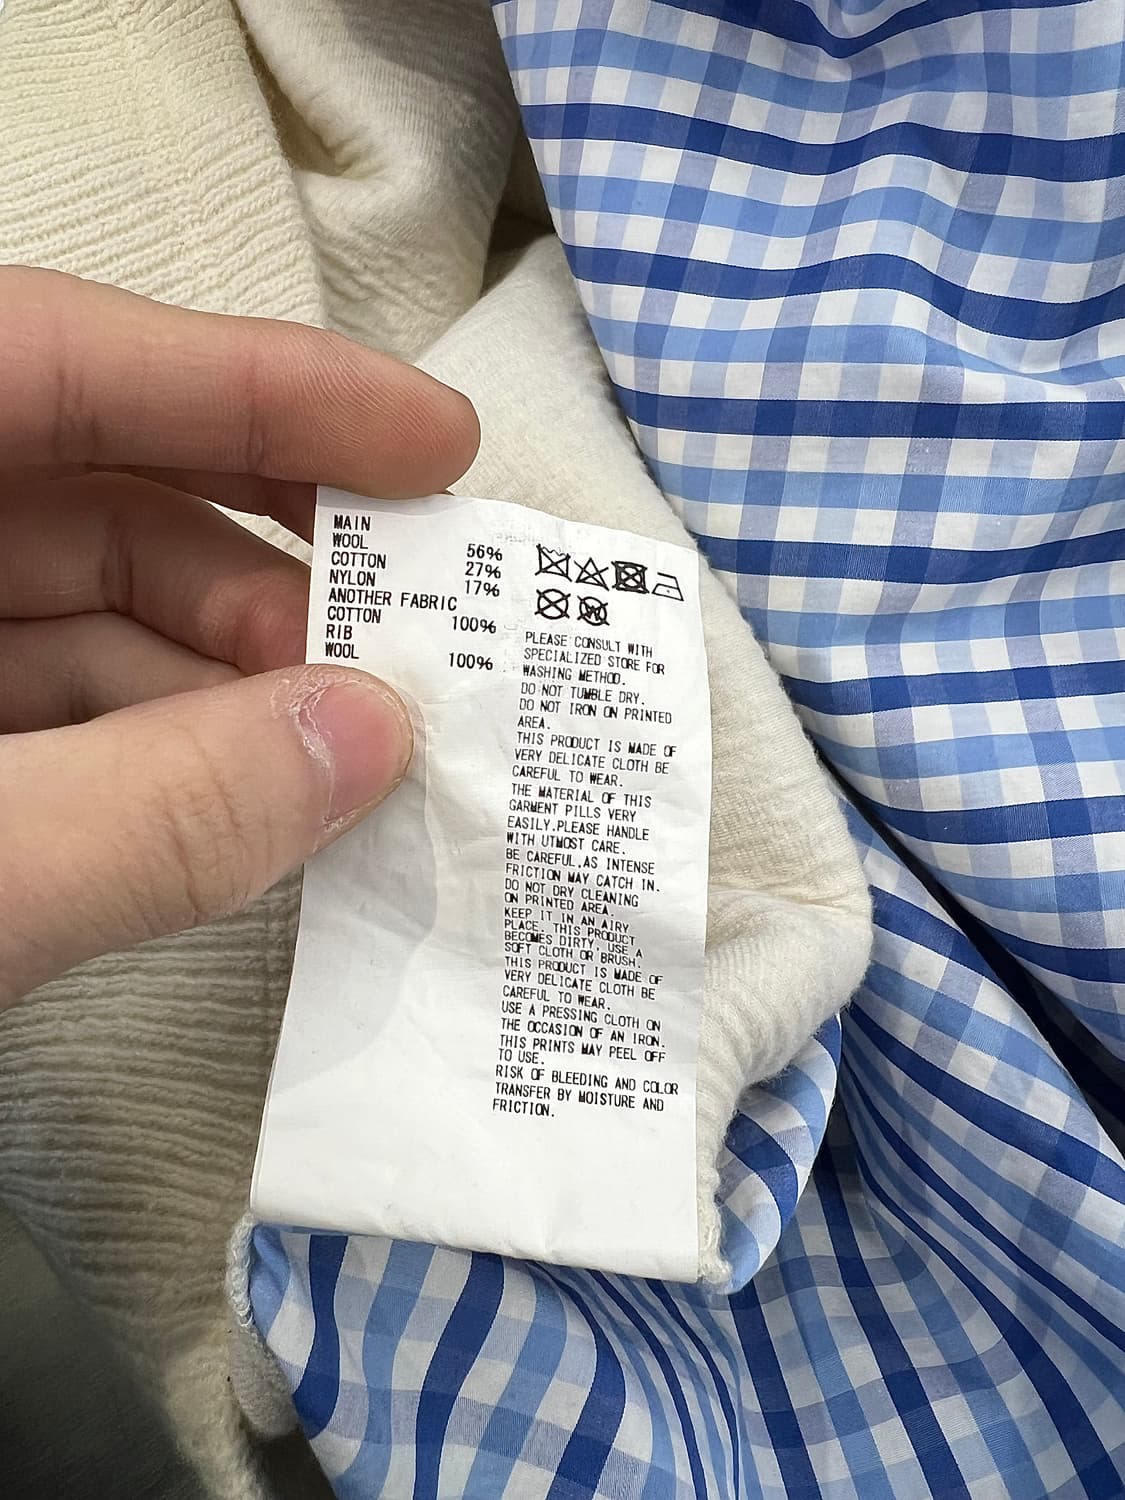 MAIN
WOOL 56%
COTTON 27%
NYLON 17%
ANOTHER FABRIC
COTTON 100%
RIB
WOOL 100%
PLEASE CONSULT WITH
SPECIALIZED STORE FOR
WASHING METHOD.
DO NOT TUMBLE DRY.
DO NOT IRON ON PRINTED
AREA.
THIS PRODUCT IS MADE OF
VERY DELICATE CLOTH BE
CAREFUL TO WEAR.
THE MATERIAL OF THIS
GARMENT PILLS VERY
EASILY.PLEASE HANDLE
WITH UTMOST CARE.
BE CAREFUL,AS INTENSE
FRICTION MAY CATCH IN.
DO NOT DRY CLEANING
ON PRINTED AREA.
KEEP IT IN AN AIRY
PLACE. THIS PRODUCT
BECOMES DIRTY, USE A
SOFT CLOTH OR BRUSH.
THIS PRODUCT IS MADE OF
VERY DELICATE CLOTH BE
CAREFUL TO WEAR.
USE A PRESSING CLOTH ON
THE OCCASION OF AN IRON.
THIS PRINTS MAY PEEL OFF
TO USE.
RISK OF BLEEDING AND COLOR
TRANSFER BY MOISTURE AND
FRICTION.